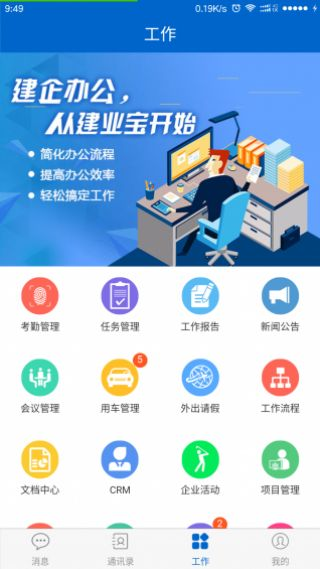 9:49
0.19K/s
工作
建企办公，
从建业宝开始
• 简化办公流程
• 提高办公效率
• 轻松搞定工作
考勤管理
任务管理
工作报告
新闻公告
5
会议管理
用车管理
外出请假
工作流程
文档中心
CRM
企业活动
项目管理
2
消息
通讯录
工作
我的